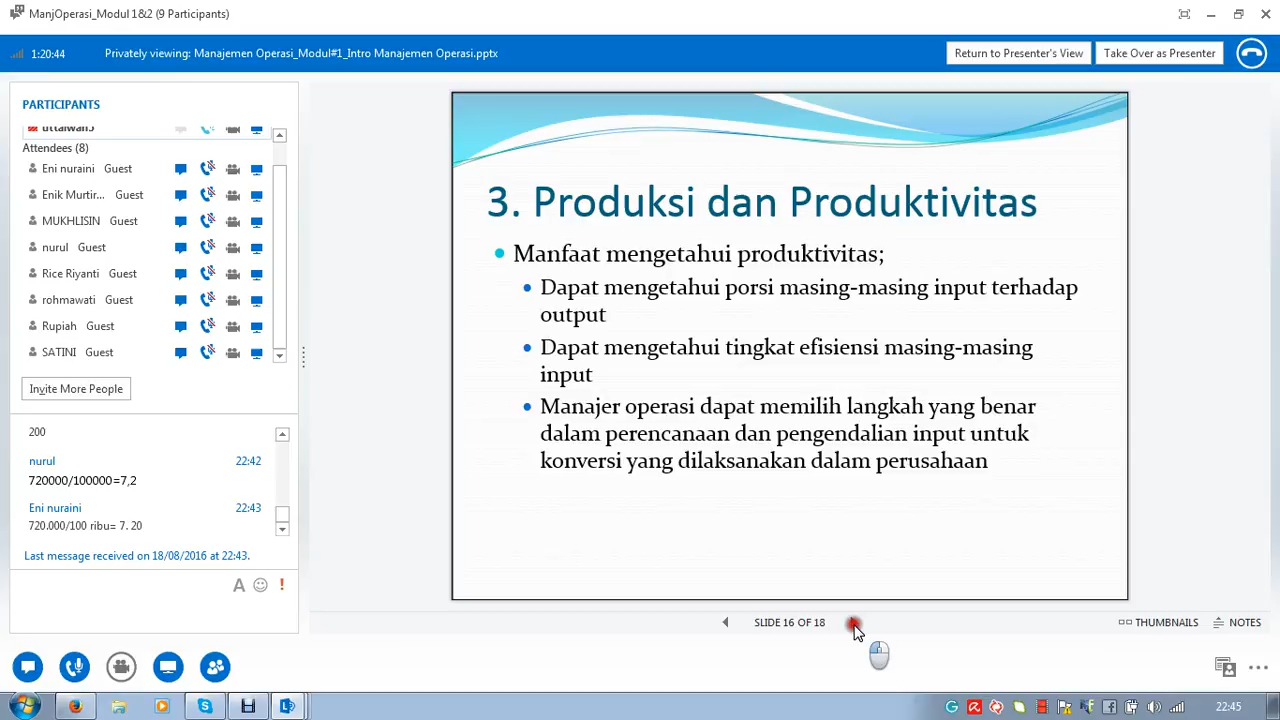 ManjOperasi_Modul 1&2 (9 Participants)
1:20:44
Privately viewing: Manajemen Operasi_Modul#1_Intro Manajemen Operasi.pptx
Return to Presenter's View
Take Over as Presenter
PARTICIPANTS
Attendees (8)
Eni nuraini Guest
Enik Murtir... Guest
MUKHLISIN Guest
nurul Guest
Rice Riyanti Guest
rohmawati Guest
Rupiah Guest
SATINI Guest
Invite More People
200
nurul 22:42
720000/100000=7,2
Eni nuraini 22:43
720.000/100 ribu= 7. 20
Last message received on 18/08/2016 at 22:43.
3. Produksi dan Produktivitas
Manfaat mengetahui produktivitas;
Dapat mengetahui porsi masing-masing input terhadap
output
Dapat mengetahui tingkat efisiensi masing-masing
input
Manajer operasi dapat memilih langkah yang benar
dalam perencanaan dan pengendalian input untuk
konversi yang dilaksanakan dalam perusahaan
SLIDE 16 OF 18
THUMBNAILS
NOTES
22:45